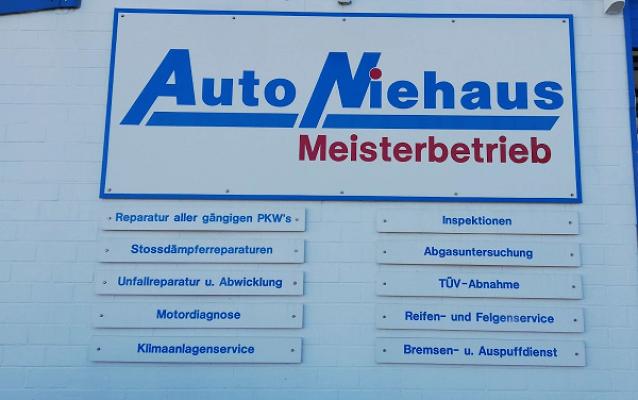 Auto Niehaus
Meisterbetrieb
Reparatur aller gängigen PKW's
Stossdämpferreparaturen
Unfallreparatur u. Abwicklung
Motordiagnose
Klimaanlagenservice
Inspektionen
Abgasuntersuchung
TÜV-Abnahme
Reifen- und Felgenservice
Bremsen- u. Auspuffdienst